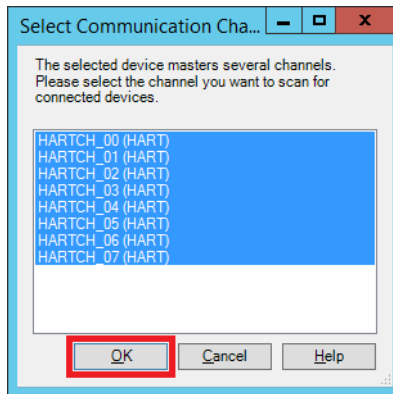 Select Communication Cha...
The selected device masters several channels.
Please select the channel you want to scan for
connected devices.
HARTCH_00 (HART)
HARTCH_01 (HART)
HARTCH_02 (HART)
HARTCH_03 (HART)
HARTCH_04 (HART)
HARTCH_05 (HART)
HARTCH_06 (HART)
HARTCH_07 (HART)
OK Cancel Help